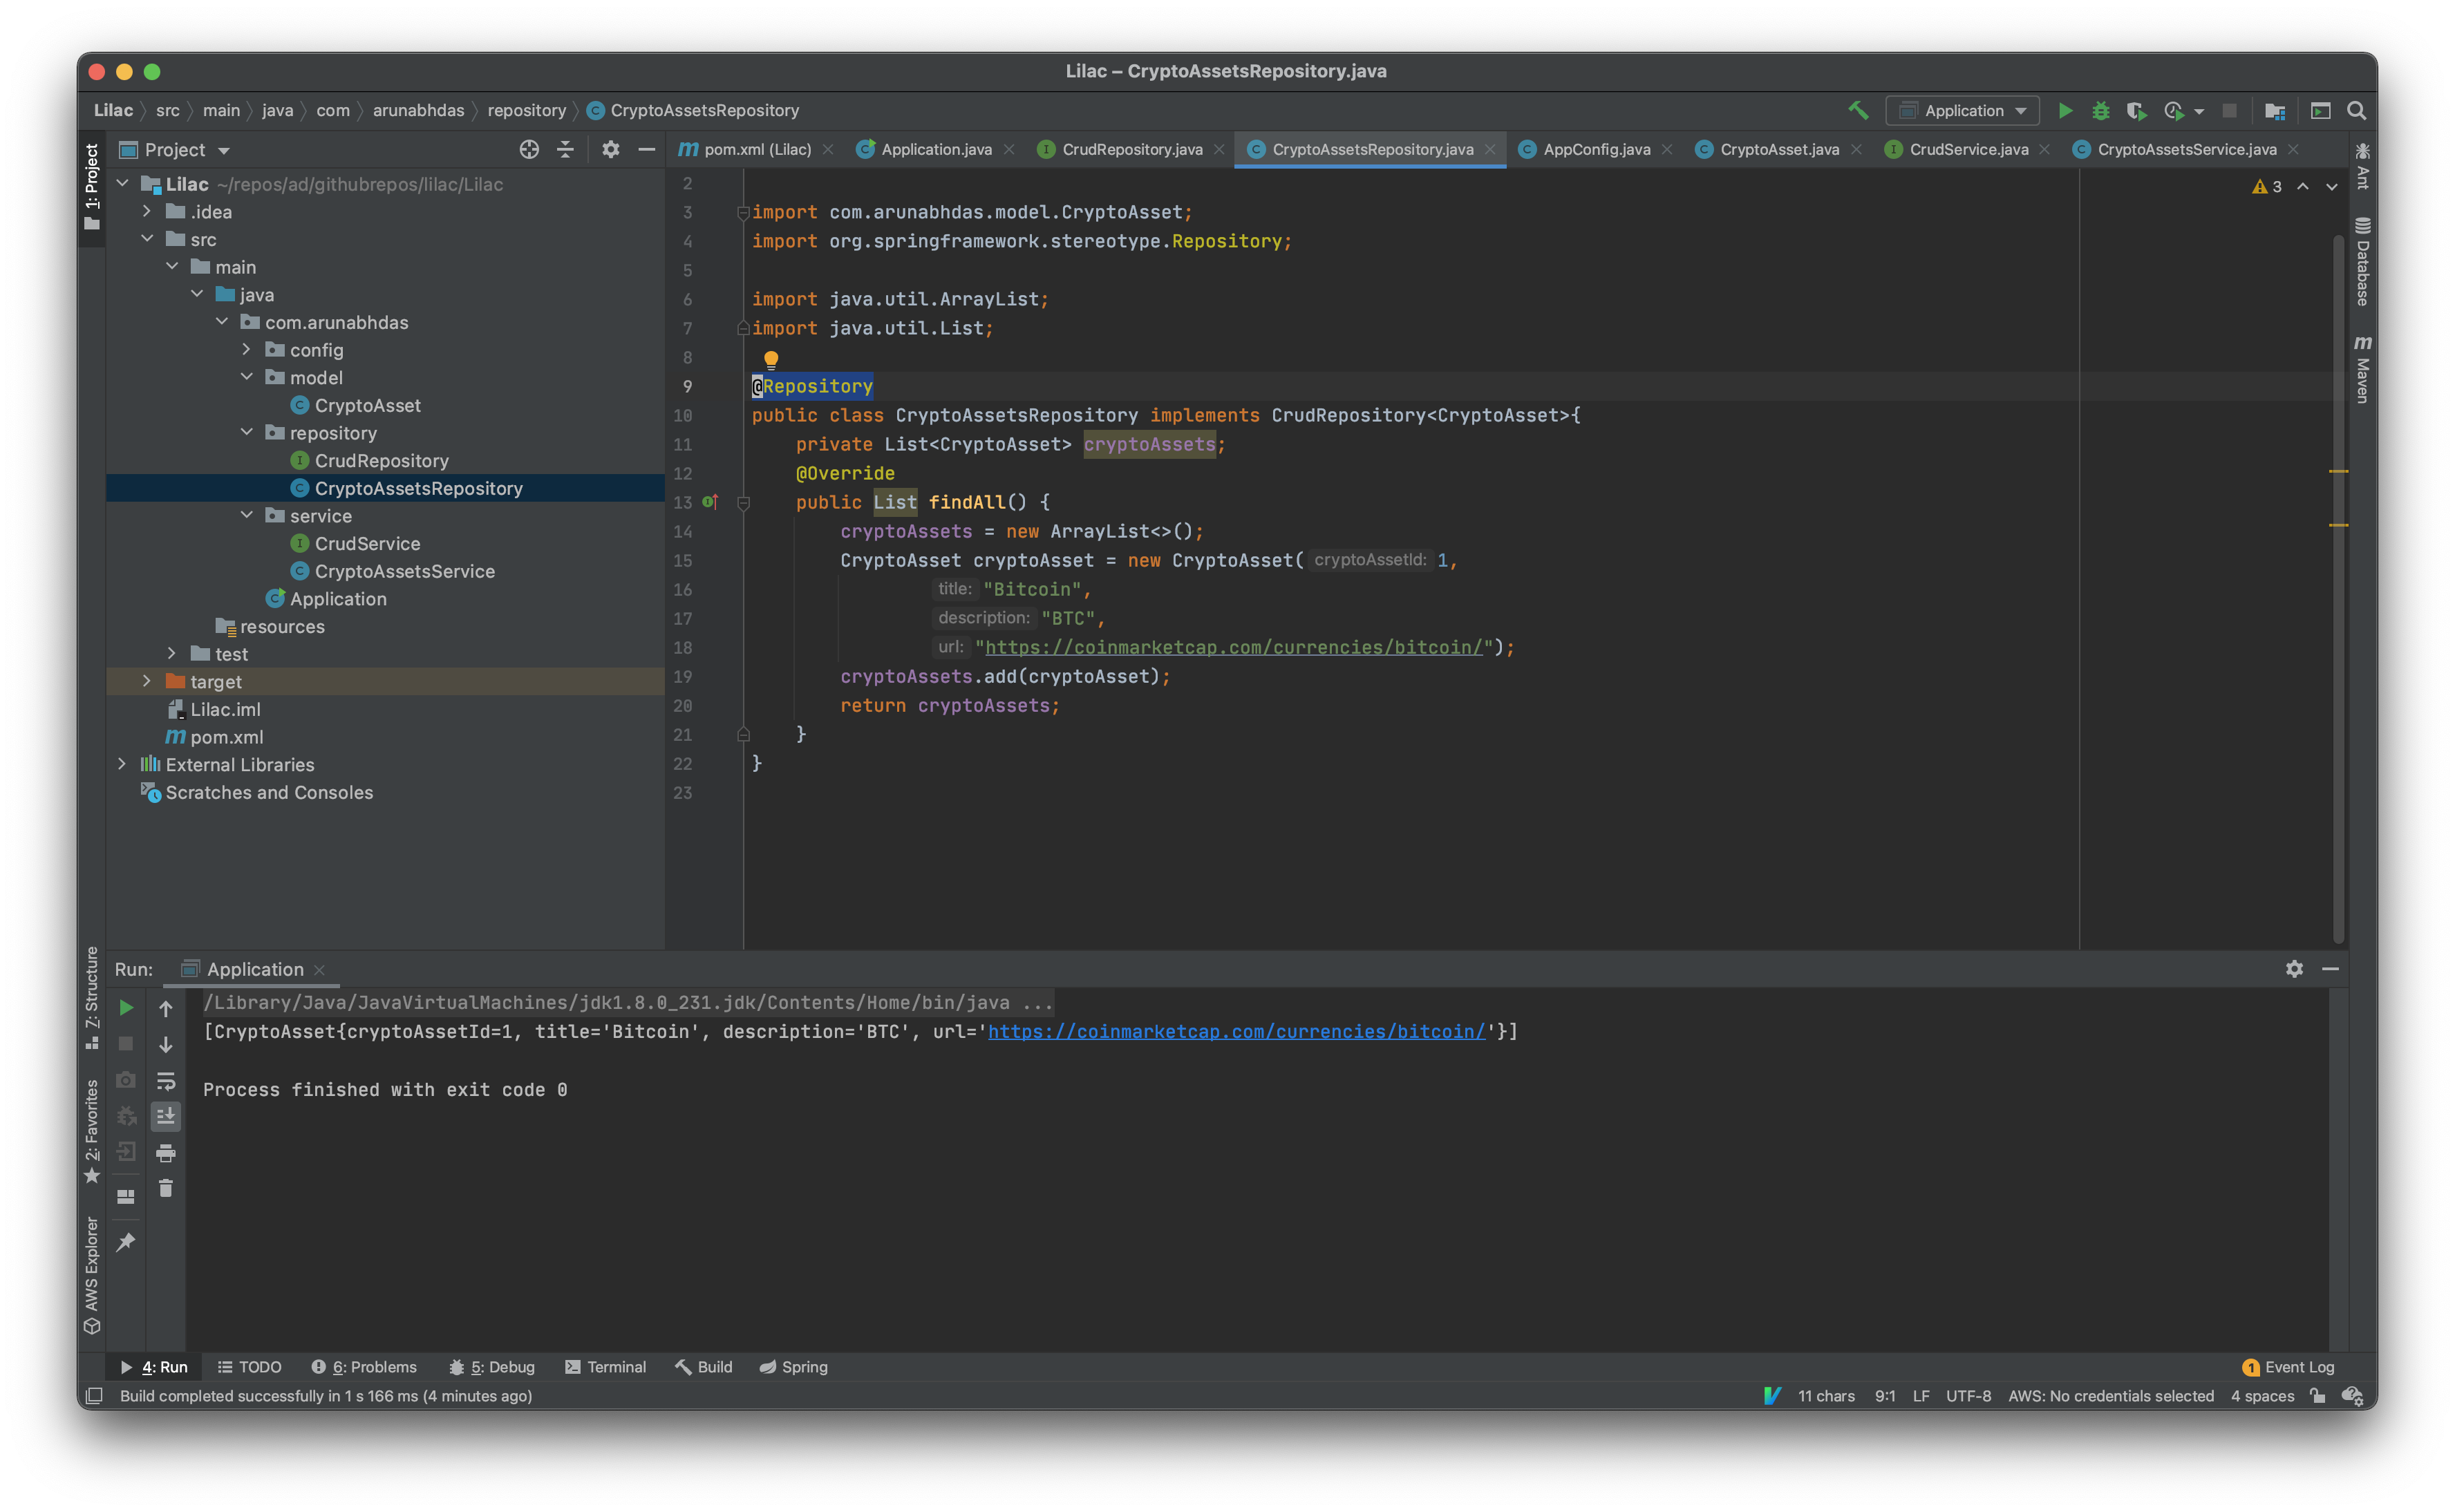 Lilac – CryptoAssetsRepository.java
Lilac src main java com arunabhdas repository CryptoAssetsRepository
Application
1: Project
Project
pom.xml (Lilac) Application.java CrudRepository.java CryptoAssetsRepository.java AppConfig.java CryptoAsset.java CrudService.java CryptoAssetsService.java
Lilac ~/repos/ad/githubrepos/lilac/Lilac
.idea
src
main
java
com.arunabhdas
config
model
CryptoAsset
repository
CrudRepository
CryptoAssetsRepository
service
CrudService
CryptoAssetsService
Application
resources
test
target
Lilac.iml
pom.xml
External Libraries
Scratches and Consoles
2
3 import com.arunabhdas.model.CryptoAsset;
4 import org.springframework.stereotype.Repository;
5
6 import java.util.ArrayList;
7 import java.util.List;
8
9 @Repository
10 public class CryptoAssetsRepository implements CrudRepository<CryptoAsset>{
11 private List<CryptoAsset> cryptoAssets;
12 @Override
13 public List findAll() {
14 cryptoAssets = new ArrayList<>();
15 CryptoAsset cryptoAsset = new CryptoAsset( cryptoAssetId: 1,
16 title: "Bitcoin",
17 description: "BTC",
18 url: "https://coinmarketcap.com/currencies/bitcoin/");
19 cryptoAssets.add(cryptoAsset);
20 return cryptoAssets;
21 }
22 }
23
3
Ant
Database
Maven
Z: Structure
2: Favorites
AWS Explorer
Run: Application
/Library/Java/JavaVirtualMachines/jdk1.8.0_231.jdk/Contents/Home/bin/java ...
[CryptoAsset{cryptoAssetId=1, title='Bitcoin', description='BTC', url='https://coinmarketcap.com/currencies/bitcoin/'}]
Process finished with exit code 0
4: Run TODO 6: Problems 5: Debug Terminal Build Spring 1 Event Log
Build completed successfully in 1 s 166 ms (4 minutes ago) 11 chars 9:1 LF UTF-8 AWS: No credentials selected 4 spaces